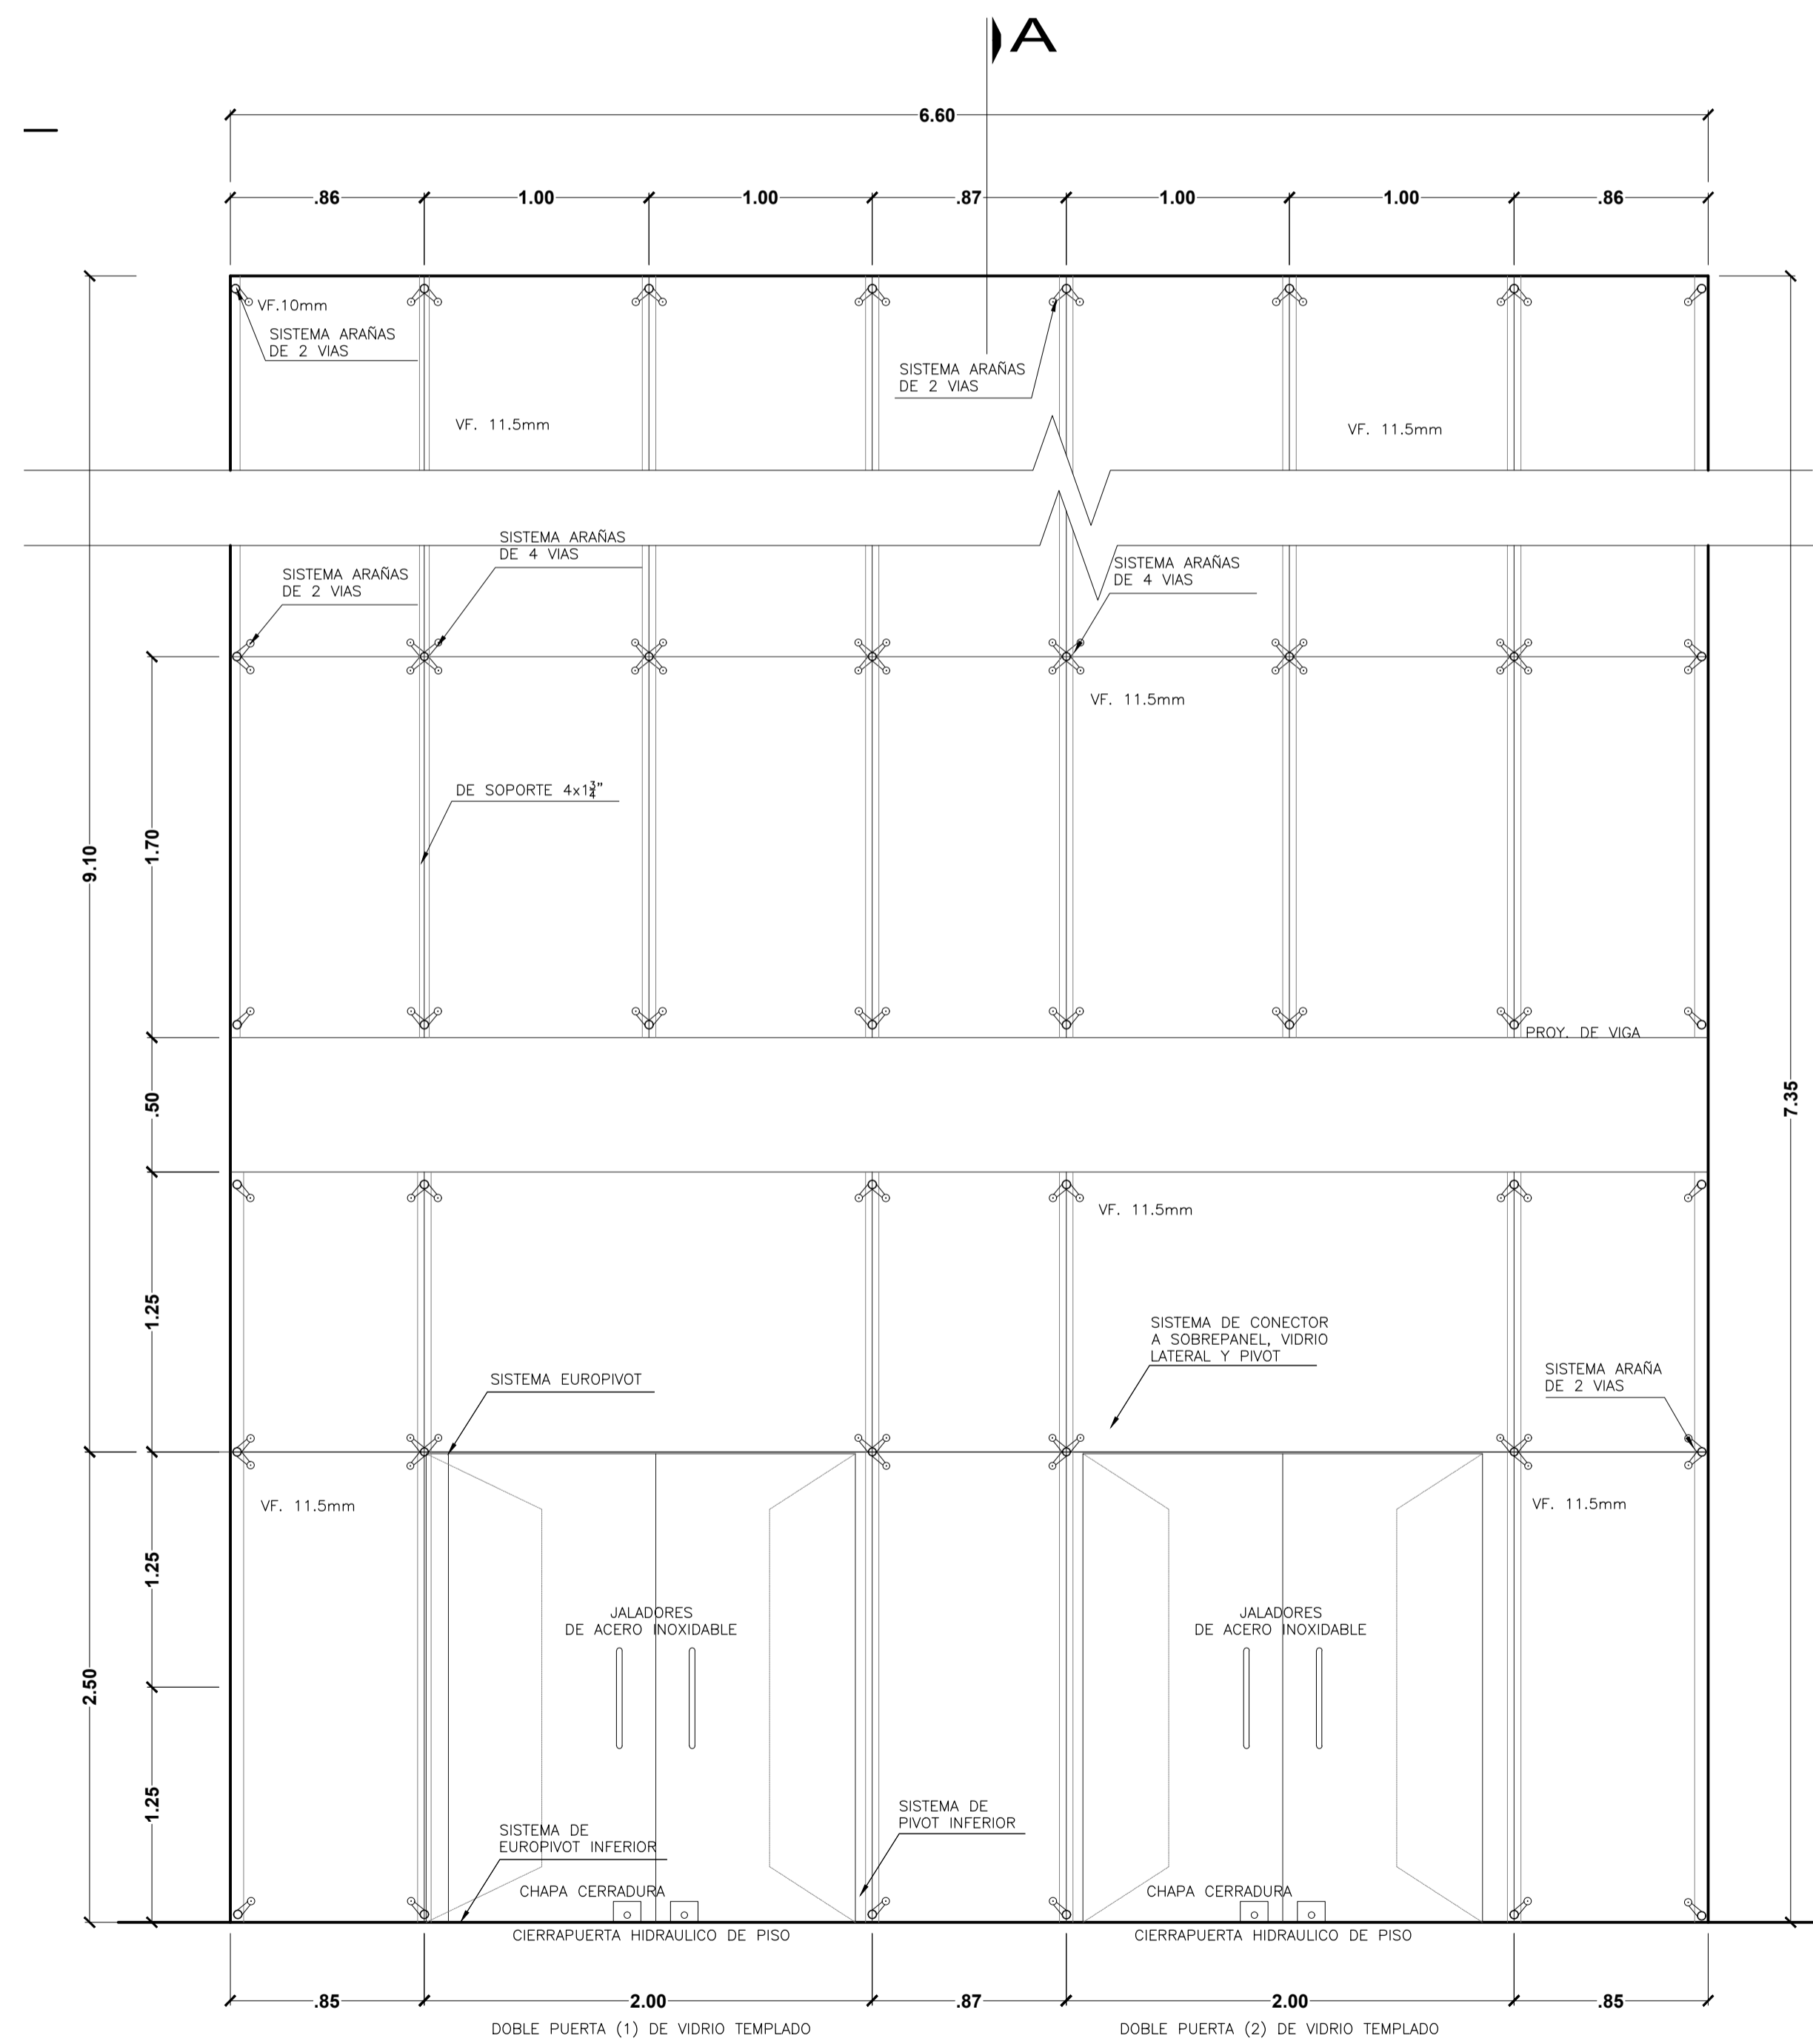 A
6.60
.86
1.00
1.00
.87
1.00
1.00
.86
VF.10mm
SISTEMA ARAÑAS
DE 2 VIAS
SISTEMA ARAÑAS
DE 2 VIAS
VF. 11.5mm
VF. 11.5mm
SISTEMA ARAÑAS
DE 4 VIAS
SISTEMA ARAÑAS
DE 2 VIAS
SISTEMA ARAÑAS
DE 4 VIAS
VF. 11.5mm
DE SOPORTE 4x1¾"
9.10
1.70
PROY. DE VIGA
.50
7.35
VF. 11.5mm
1.25
SISTEMA DE CONECTOR
A SOBREPANEL, VIDRIO
LATERAL Y PIVOT
SISTEMA EUROPIVOT
SISTEMA ARAÑA
DE 2 VIAS
VF. 11.5mm
VF. 11.5mm
1.25
JALADORES
DE ACERO INOXIDABLE
JALADORES
DE ACERO INOXIDABLE
2.50
1.25
SISTEMA DE
PIVOT INFERIOR
SISTEMA DE
EUROPIVOT INFERIOR
CHAPA CERRADURA
CHAPA CERRADURA
CIERRAPUERTA HIDRAULICO DE PISO
CIERRAPUERTA HIDRAULICO DE PISO
.85
2.00
.87
2.00
.85
DOBLE PUERTA (1) DE VIDRIO TEMPLADO
DOBLE PUERTA (2) DE VIDRIO TEMPLADO